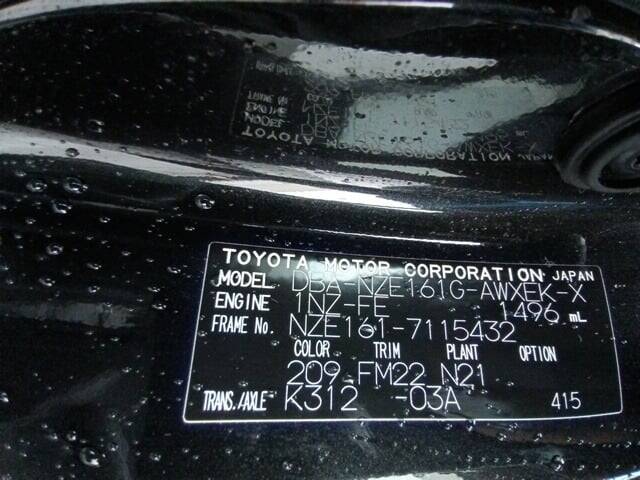 TOYOTA MOTOR CORPORATION JAPAN
MODEL DBA-NZE161G-AWXEK-X
ENGINE 1NZ-FE 1496 mL
FRAME No. NZE161-7115432
COLOR TRIM PLANT OPTION
209 FM22 N21
TRANS./AXLE K312 -03A 415